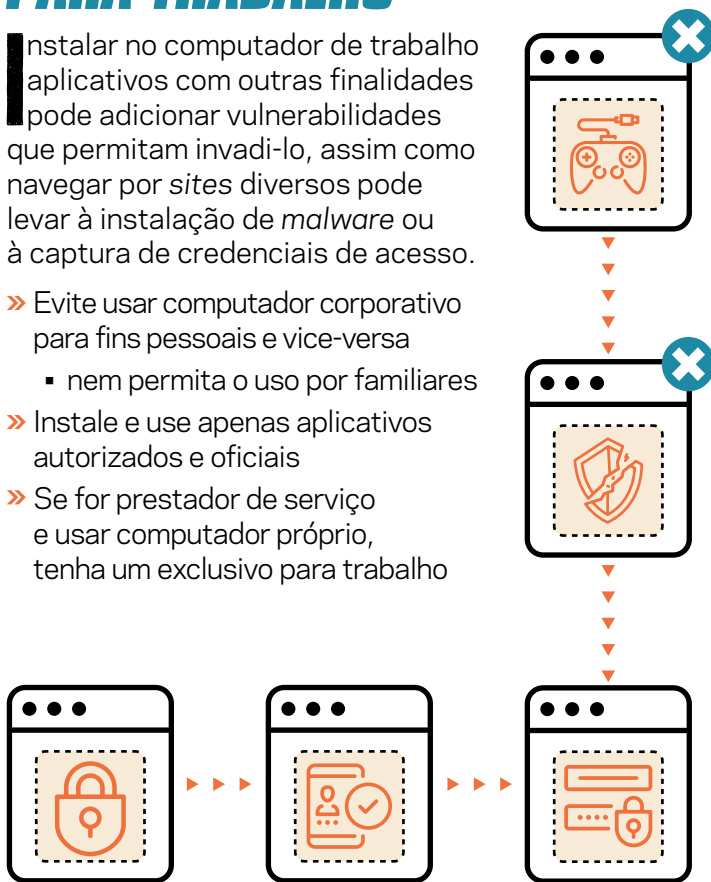 PARA TRABALHO
Instalar no computador de trabalho
aplicativos com outras finalidades
pode adicionar vulnerabilidades
que permitam invadi-lo, assim como
navegar por sites diversos pode
levar à instalação de malware ou
à captura de credenciais de acesso.
» Evite usar computador corporativo
para fins pessoais e vice-versa
▪ nem permita o uso por familiares
» Instale e use apenas aplicativos
autorizados e oficiais
» Se for prestador de serviço
e usar computador próprio,
tenha um exclusivo para trabalho